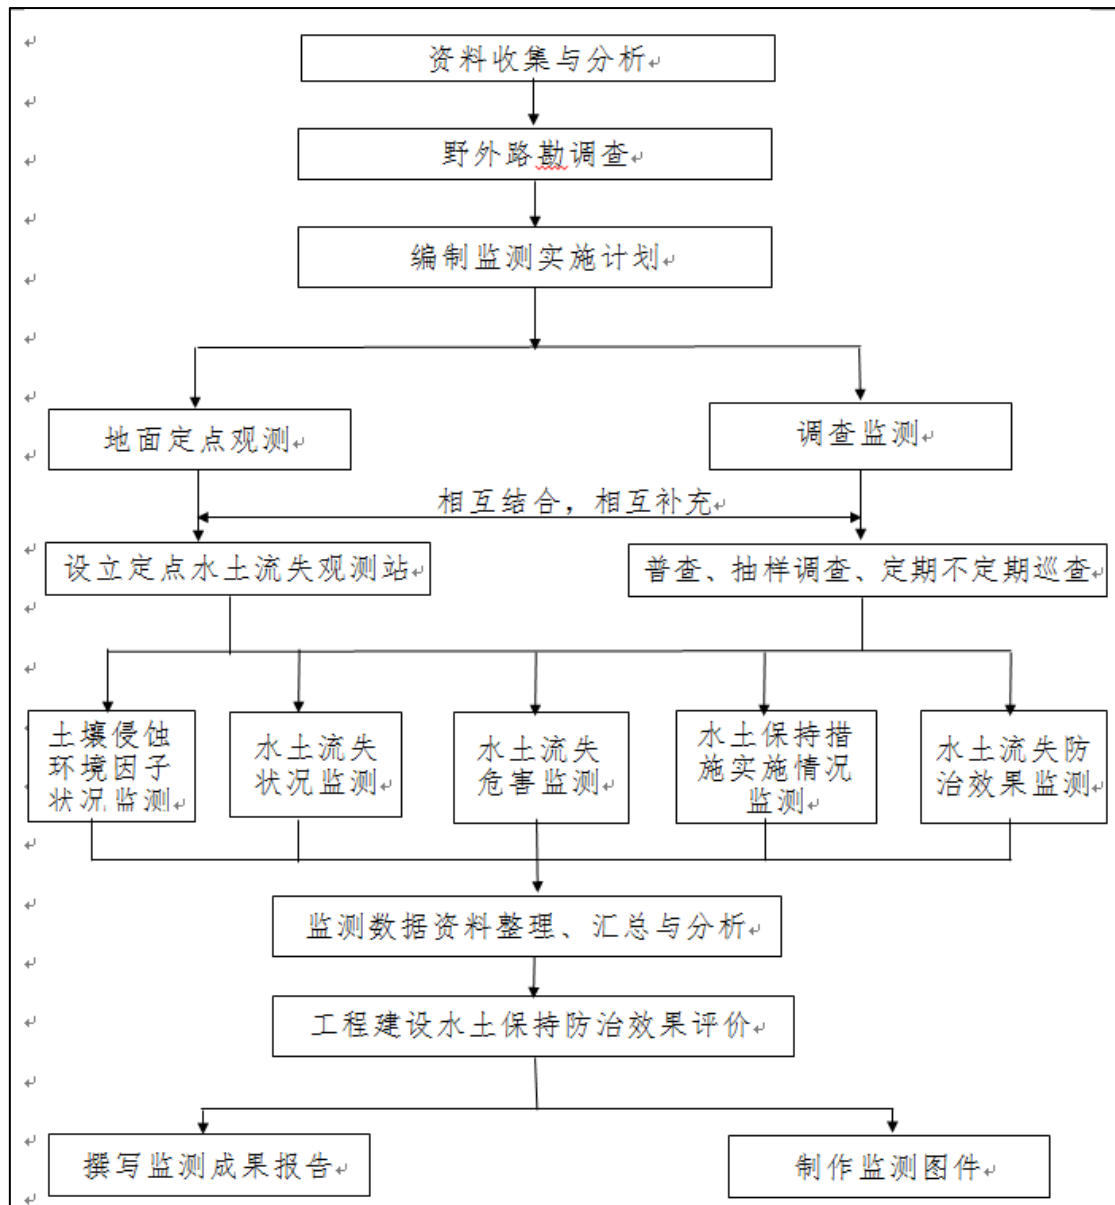 资料收集与分析
野外路勘调查
编制监测实施计划
地面定点观测
调查监测
相互结合，相互补充
设立定点水土流失观测站
普查、抽样调查、定期不定期巡查
土壤侵蚀
环境因子
状况监测
水土流失
状况监测
水土流失
危害监测
水土保持措
施实施情况
监测
水土流失防
治效果监测
监测数据资料整理、汇总与分析
工程建设水土保持防治效果评价
撰写监测成果报告
制作监测图件